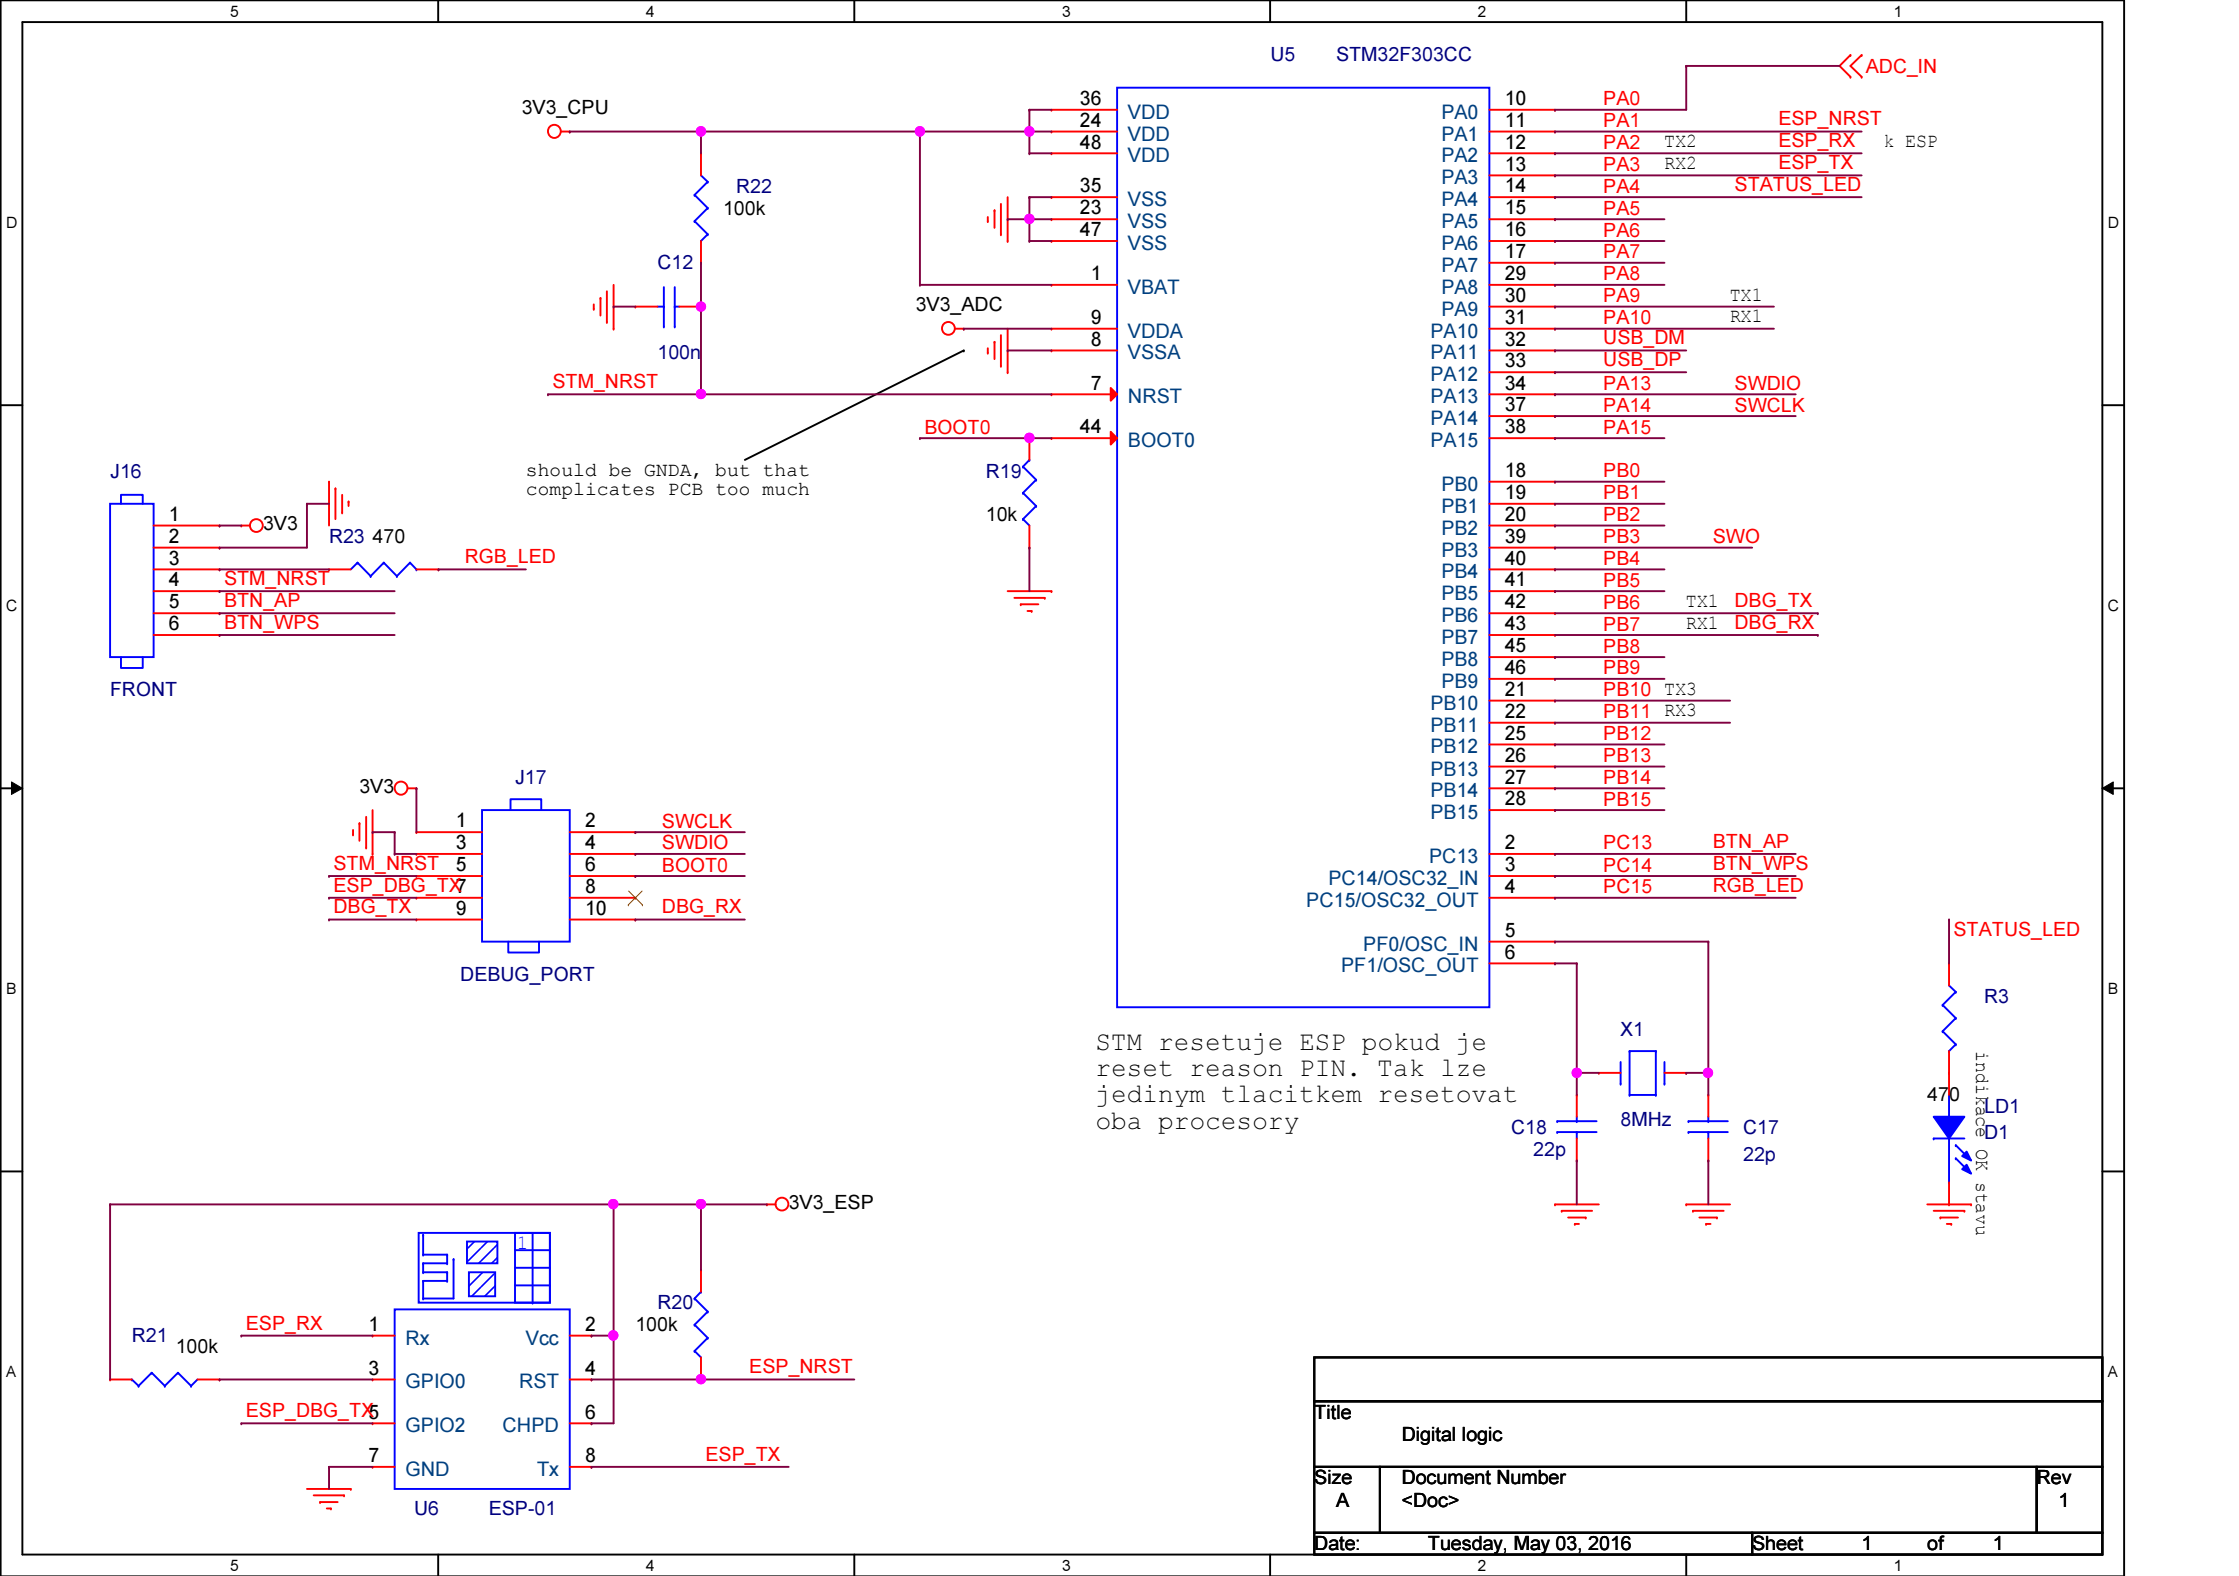 5 4 3 2 1
D D
C C
B B
A A
5 4 3 2 1
U5 STM32F303CC
3V3_CPU
R22
100k
C12
100n
STM_NRST
3V3_ADC
BOOT0
R19
10k
should be GNDA, but that
complicates PCB too much
36 VDD
24 VDD
48 VDD
35 VSS
23 VSS
47 VSS
1 VBAT
9 VDDA
8 VSSA
7 NRST
44 BOOT0
ADC_IN
PA0 10 PA0
PA1 11 PA1 ESP_NRST
PA2 12 PA2 TX2 ESP_RX k ESP
PA3 13 PA3 RX2 ESP_TX
PA4 14 PA4 STATUS_LED
PA5 15 PA5
PA6 16 PA6
PA7 17 PA7
PA8 29 PA8
PA9 30 PA9 TX1
PA10 31 PA10 RX1
PA11 32 USB_DM
PA12 33 USB_DP
PA13 34 PA13 SWDIO
PA14 37 PA14 SWCLK
PA15 38 PA15
PB0 18 PB0
PB1 19 PB1
PB2 20 PB2
PB3 39 PB3 SWO
PB4 40 PB4
PB5 41 PB5
PB6 42 PB6 TX1 DBG_TX
PB7 43 PB7 RX1 DBG_RX
PB8 45 PB8
PB9 46 PB9
PB10 21 PB10 TX3
PB11 22 PB11 RX3
PB12 25 PB12
PB13 26 PB13
PB14 27 PB14
PB15 28 PB15
PC13 2 PC13 BTN_AP
PC14/OSC32_IN 3 PC14 BTN_WPS
PC15/OSC32_OUT 4 PC15 RGB_LED
PF0/OSC_IN 5
PF1/OSC_OUT 6
J16
1 3V3
2
R23 470
3 RGB_LED
4 STM_NRST
5 BTN_AP
6 BTN_WPS
FRONT
J17
3V3
1 2 SWCLK
3 4 SWDIO
STM_NRST 5 6 BOOT0
ESP_DBG_TX 7 8
DBG_TX 9 10 DBG_RX
DEBUG_PORT
STM resetuje ESP pokud je
reset reason PIN. Tak lze
jedinym tlacitkem resetovat
oba procesory
X1
8MHz
C18
22p
C17
22p
STATUS_LED
R3
470
LD1
D1
indikace OK stavu
3V3_ESP
1
R20
100k
R21 100k
ESP_RX 1 Rx Vcc 2
3 GPIO0 RST 4 ESP_NRST
ESP_DBG_TX 5 GPIO2 CHPD 6
7 GND Tx 8 ESP_TX
U6 ESP-01
Title
Digital logic
Size Document Number Rev
A <Doc> 1
Date: Tuesday, May 03, 2016 Sheet 1 of 1